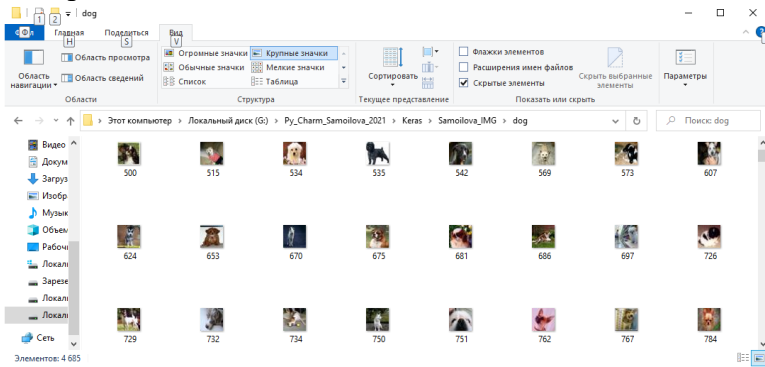 dog
1
2
Ф
Главная
Поделиться
Вид
H
S
V
Область навигации
Область просмотра
Область сведений
Области
Огромные значки
Крупные значки
Обычные значки
Мелкие значки
Список
Таблица
Структура
Сортировать
Текущее представление
Флажки элементов
Расширения имен файлов
Скрытые элементы
Скрыть выбранные элементы
Показать или скрыть
Параметры
Этот компьютер > Локальный диск (G:) > Py_Charm_Samoilova_2021 > Keras > Samoilova_IMG > dog
Поиск: dog
Видео
Докум
Загруз
Изобр
Музык
Объем
Рабоч
Локал
Зарезе
Локал
Локал
Сеть
500 515 534 535 542 569 573 607
624 653 670 675 681 686 697 726
729 732 734 750 751 762 767 784
Элементов: 4 685